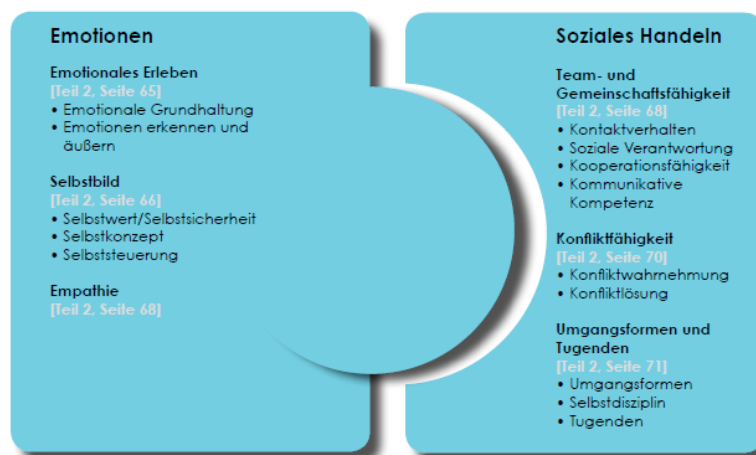 Emotionen
Emotionales Erleben
[Teil 2, Seite 65]
• Emotionale Grundhaltung
• Emotionen erkennen und
äußern
Selbstbild
[Teil 2, Seite 66]
• Selbstwert/Selbstsicherheit
• Selbstkonzept
• Selbststeuerung
Empathie
[Teil 2, Seite 68]
Soziales Handeln
Team- und
Gemeinschaftsfähigkeit
[Teil 2, Seite 68]
• Kontaktverhalten
• Soziale Verantwortung
• Kooperationsfähigkeit
• Kommunikative
Kompetenz
Konfliktfähigkeit
[Teil 2, Seite 70]
• Konfliktwahrnehmung
• Konfliktlösung
Umgangsformen und
Tugenden
[Teil 2, Seite 71]
• Umgangsformen
• Selbstdisziplin
• Tugenden